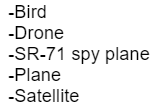 -Bird
-Drone
-SR-71 spy plane
-Plane
-Satellite